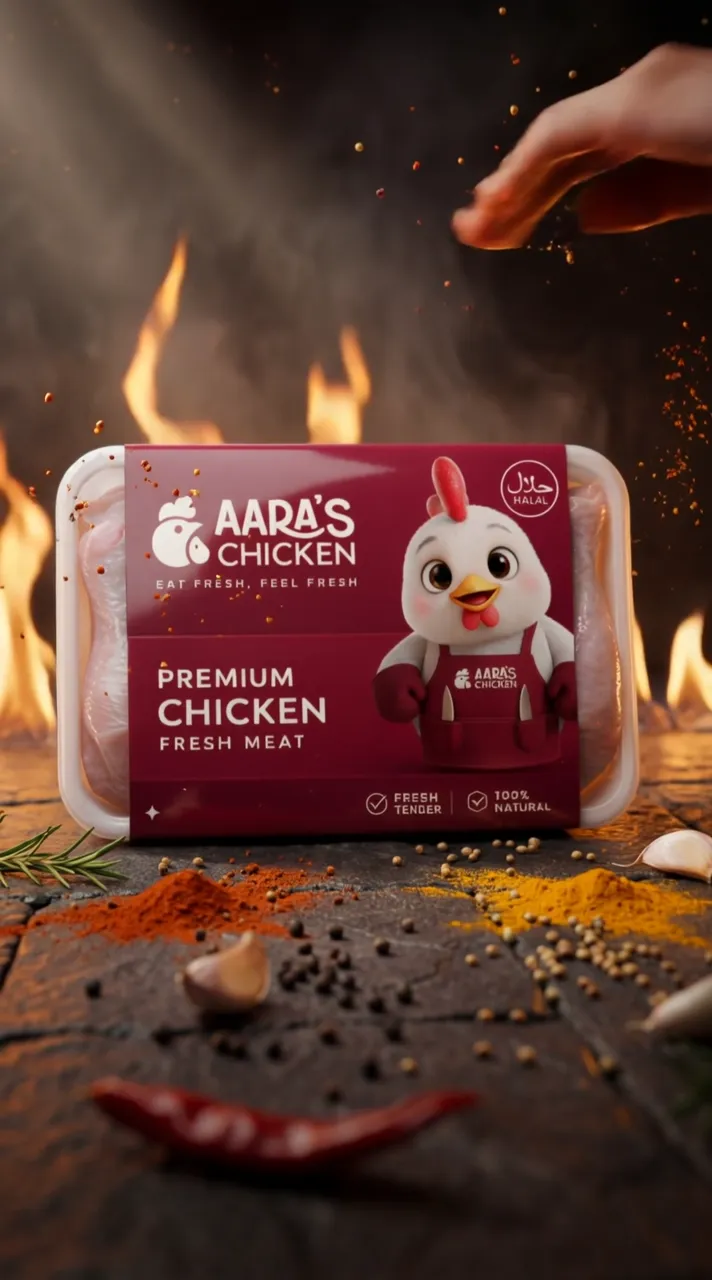 AARA'S
CHICKEN
EAT FRESH, FEEL FRESH
حلال
HALAL
AARA'S
CHICKEN
PREMIUM
CHICKEN
FRESH MEAT
FRESH
TENDER
100%
NATURAL